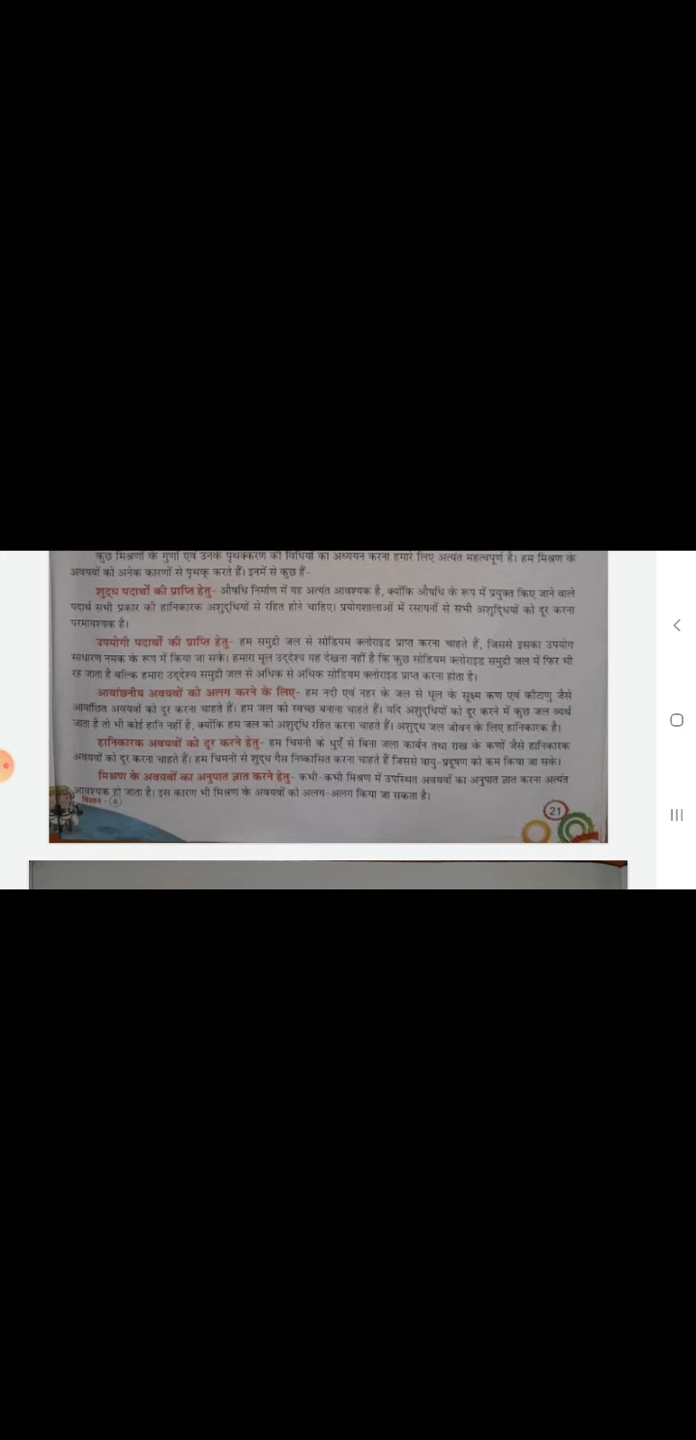 कुछ मिश्रणों के गुणों एवं उनके पृथक्करण की विधियों का अध्ययन करना हमारे लिए अत्यंत महत्वपूर्ण है। हम मिश्रण के
अवयवों को अनेक कारणों से पृथक् करते हैं। इनमें से कुछ हैं-
शुद्ध पदार्थों की प्राप्ति हेतु- औषधि निर्माण में यह अत्यंत आवश्यक है, क्योंकि औषधि के रूप में प्रयुक्त किए जाने वाले
पदार्थ सभी प्रकार की हानिकारक अशुद्धियों से रहित होने चाहिए। प्रयोगशालाओं में रसायनों से सभी अशुद्धियों को दूर करना
परमावश्यक है।
उपयोगी पदार्थों की प्राप्ति हेतु- हम समुद्री जल से सोडियम क्लोराइड प्राप्त करना चाहते हैं, जिससे इसका उपयोग
साधारण नमक के रूप में किया जा सके। हमारा मूल उद्देश्य यह देखना नहीं है कि कुछ सोडियम क्लोराइड समुद्री जल में फिर भी
रह जाता है बल्कि हमारा उद्देश्य समुद्री जल से अधिक से अधिक सोडियम क्लोराइड प्राप्त करना होता है।
आवांछनीय अवयवों को अलग करने के लिए- हम नदी एवं नहर के जल से धूल के सूक्ष्म कण एवं कीटाणु जैसे
आवांछित अवयवों को दूर करना चाहते हैं। हम जल को स्वच्छ बनाना चाहते हैं। यदि अशुद्धियों को दूर करने में कुछ जल व्यर्थ
जाता है तो भी कोई हानि नहीं है, क्योंकि हम जल को अशुद्धि रहित करना चाहते हैं। अशुद्ध जल जीवन के लिए हानिकारक है।
हानिकारक अवयवों को दूर करने हेतु- हम चिमनी के धुएँ से बिना जला कार्बन तथा राख के कणों जैसे हानिकारक
अवयवों को दूर करना चाहते हैं। हम चिमनी से शुद्ध गैस निष्कासित करना चाहते हैं जिससे वायु-प्रदूषण को कम किया जा सके।
मिश्रण के अवयवों का अनुपात ज्ञात करने हेतु- कभी-कभी मिश्रण में उपस्थित अवयवों का अनुपात ज्ञात करना अत्यंत
आवश्यक हो जाता है। इस कारण भी मिश्रण के अवयवों को अलग-अलग किया जा सकता है।
विज्ञान -
21